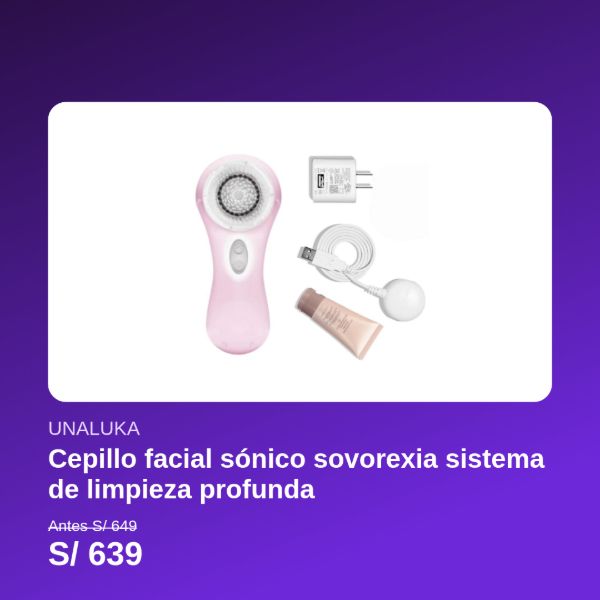 UNALUKA
Cepillo facial sónico sovorexia sistema
de limpieza profunda
Antes S/ 649
S/ 639